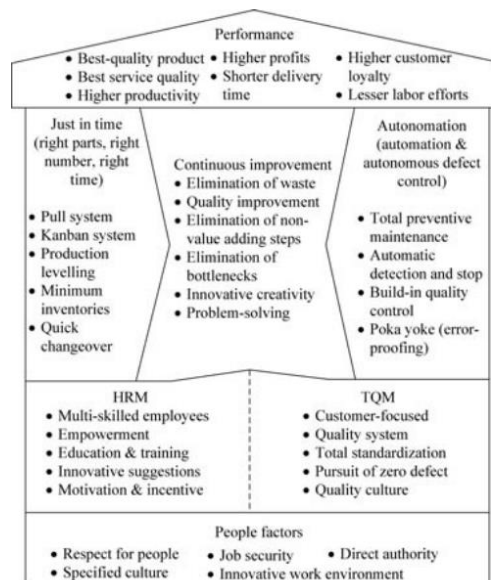 Performance
• Best-quality product
• Best service quality
• Higher productivity
• Higher profits
• Shorter delivery
time
• Higher customer
loyalty
• Lesser labor efforts
Just in time
(right parts, right
number, right
time)
• Pull system
• Kanban system
• Production
levelling
• Minimum
inventories
• Quick
changeover
Continuous improvement
• Elimination of waste
• Quality improvement
• Elimination of non-
value adding steps
• Elimination of
bottlenecks
• Innovative creativity
• Problem-solving
Autonomation
(automation &
autonomous defect
control)
• Total preventive
maintenance
• Automatic
detection and stop
• Build-in quality
control
• Poka yoke (error-
proofing)
HRM
• Multi-skilled employees
• Empowerment
• Education & training
• Innovative suggestions
• Motivation & incentive
TQM
• Customer-focused
• Quality system
• Total standardization
• Pursuit of zero defect
• Quality culture
People factors
• Respect for people
• Specified culture
• Job security
• Direct authority
• Innovative work environment